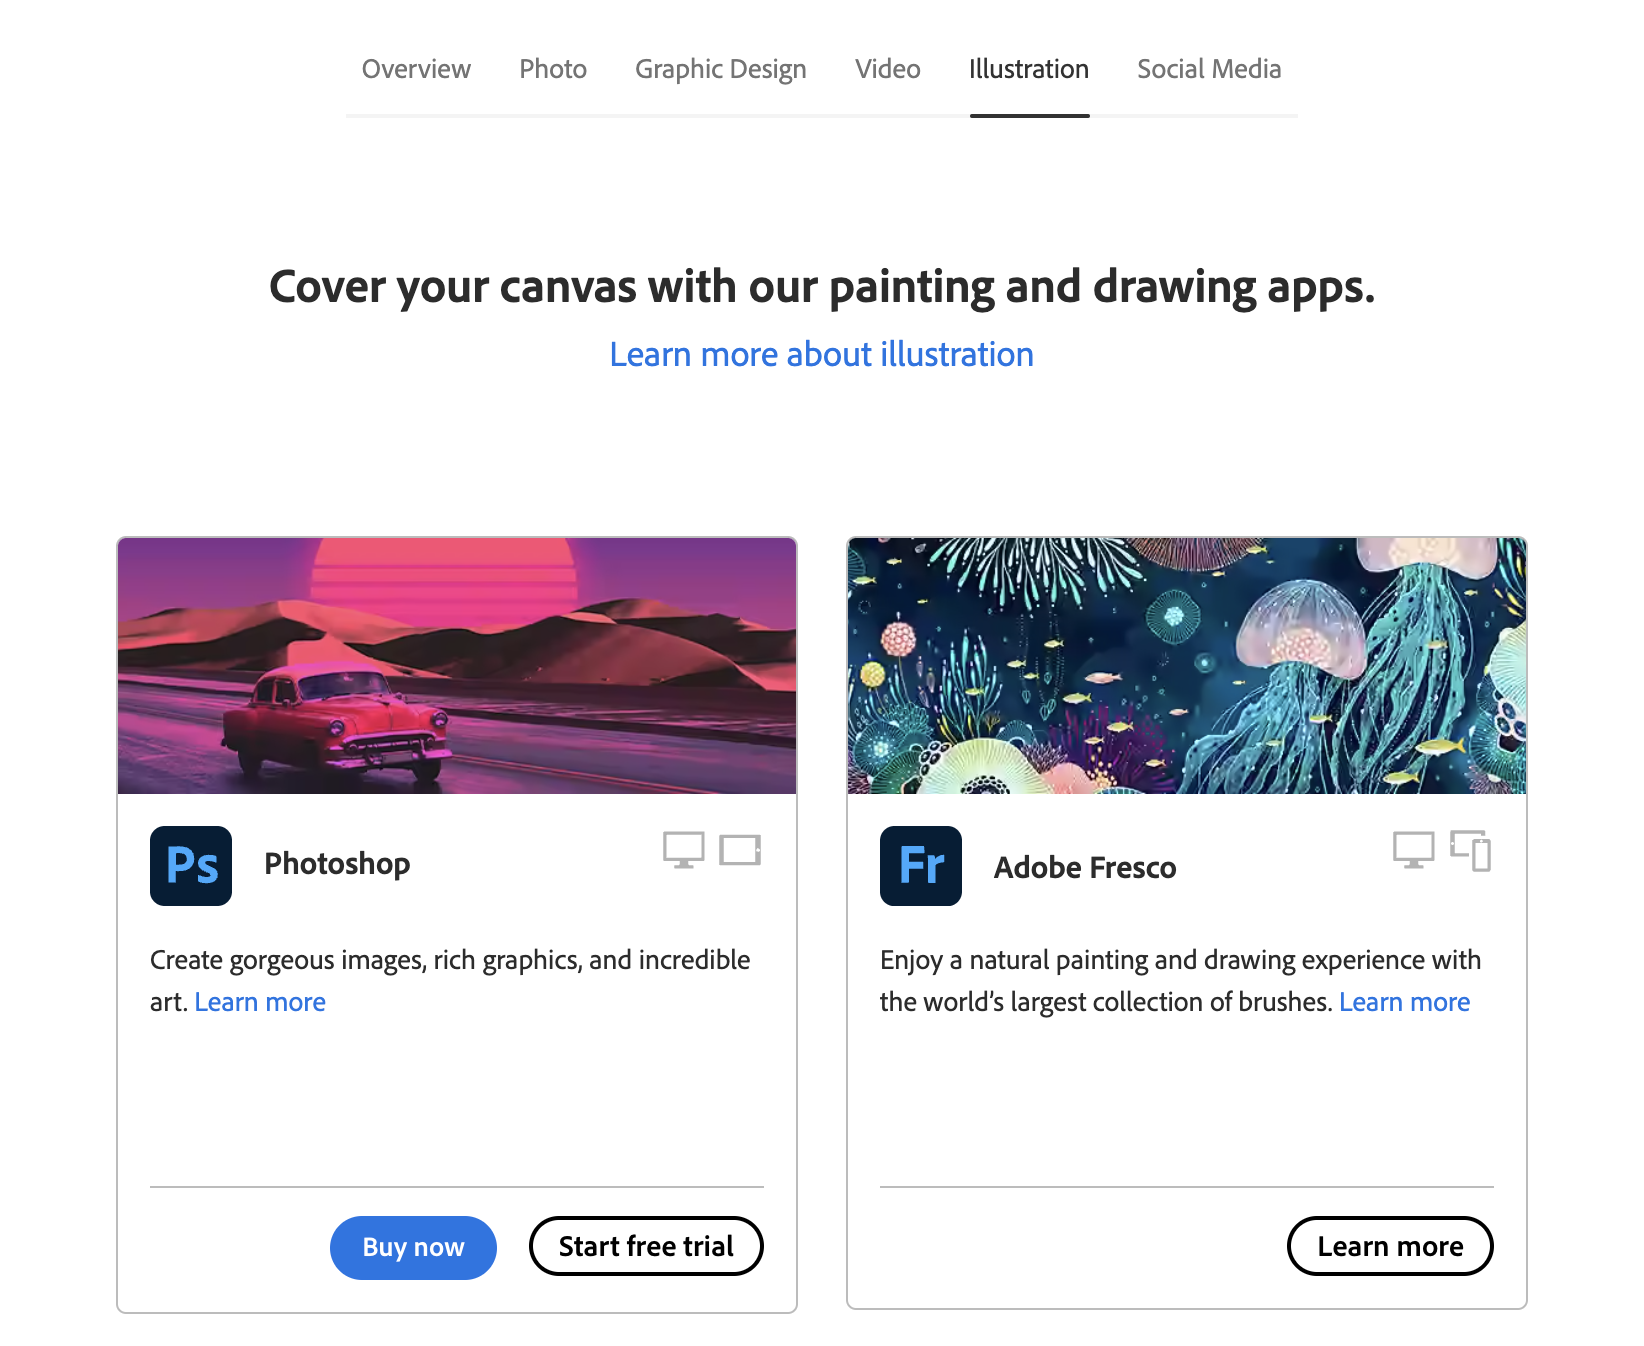 Overview Photo Graphic Design Video Illustration Social Media
Cover your canvas with our painting and drawing apps.
Learn more about illustration
Ps Photoshop
Create gorgeous images, rich graphics, and incredible
art. Learn more
Buy now Start free trial
Fr Adobe Fresco
Enjoy a natural painting and drawing experience with
the world’s largest collection of brushes. Learn more
Learn more